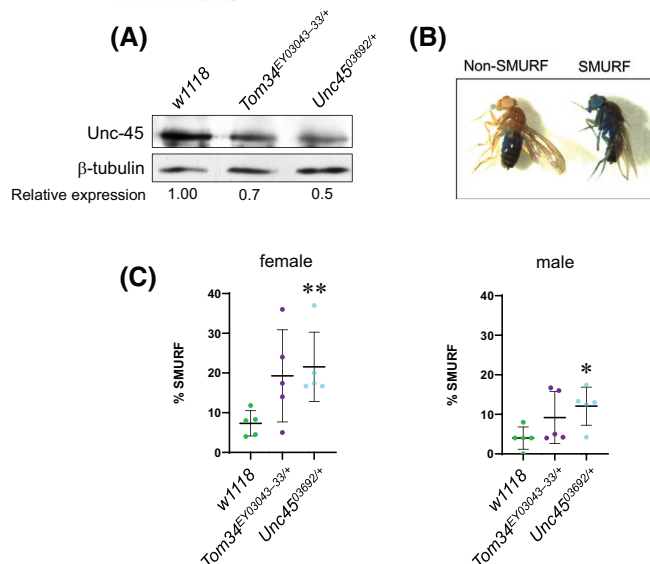 (A)
w1118
Tom34EY03043–33/+
Unc4503692/+
Unc-45
β-tubulin
Relative expression 1.00 0.7 0.5
(B)
Non-SMURF SMURF
(C)
female
**
40
30
20
10
0
% SMURF
w1118
Tom34EY03043–33/+
Unc4503692/+
male
*
40
30
20
10
0
% SMURF
w1118
Tom34EY03043–33/+
Unc4503692/+